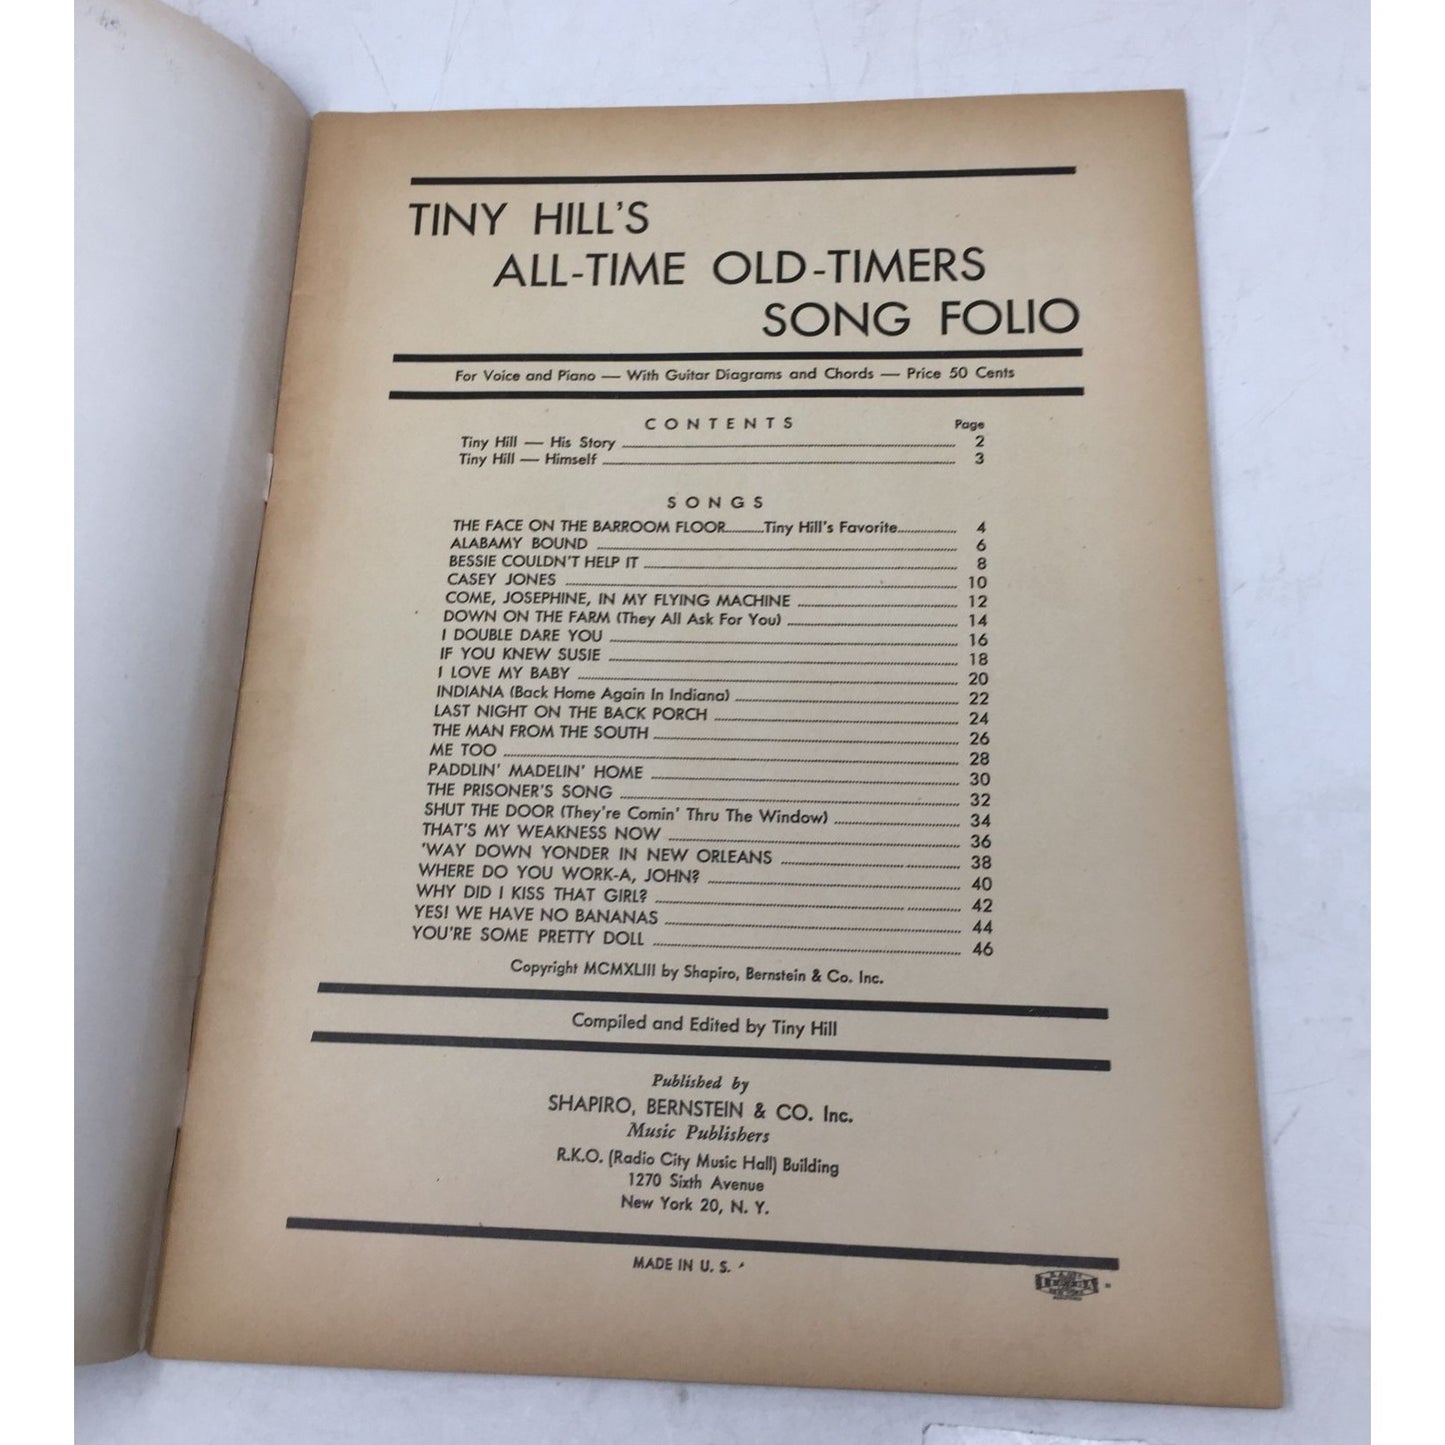 TINY HILL'S
ALL-TIME OLD-TIMERS
SONG FOLIO
For Voice and Piano — With Guitar Diagrams and Chords — Price 50 Cents
CONTENTS Page
Tiny Hill — His Story 2
Tiny Hill — Himself 3
SONGS
THE FACE ON THE BARROOM FLOOR Tiny Hill's Favorite 4
ALABAMY BOUND 6
BESSIE COULDN'T HELP IT 8
CASEY JONES 10
COME, JOSEPHINE, IN MY FLYING MACHINE 12
DOWN ON THE FARM (They All Ask For You) 14
I DOUBLE DARE YOU 16
IF YOU KNEW SUSIE 18
I LOVE MY BABY 20
INDIANA (Back Home Again In Indiana) 22
LAST NIGHT ON THE BACK PORCH 24
THE MAN FROM THE SOUTH 26
ME TOO 28
PADDLIN' MADELIN' HOME 30
THE PRISONER'S SONG 32
SHUT THE DOOR (They're Comin' Thru The Window) 34
THAT'S MY WEAKNESS NOW 36
'WAY DOWN YONDER IN NEW ORLEANS 38
WHERE DO YOU WORK-A, JOHN? 40
WHY DID I KISS THAT GIRL? 42
YES! WE HAVE NO BANANAS 44
YOU'RE SOME PRETTY DOLL 46
Copyright MCMXLIII by Shapiro, Bernstein & Co. Inc.
Compiled and Edited by Tiny Hill
Published by
SHAPIRO, BERNSTEIN & CO. Inc.
Music Publishers
R.K.O. (Radio City Music Hall) Building
1270 Sixth Avenue
New York 20, N. Y.
MADE IN U. S.